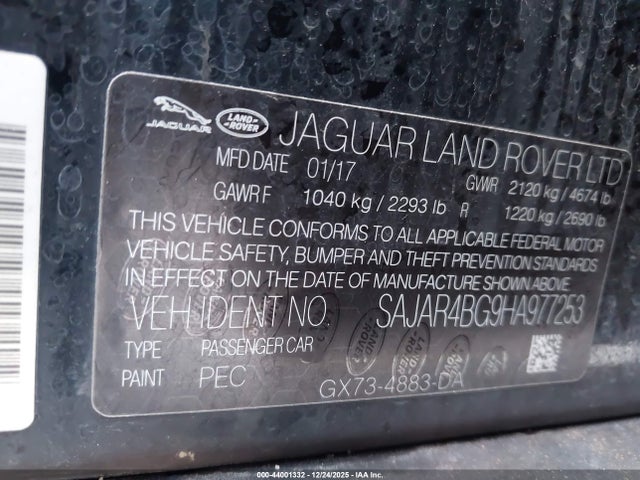 JAGUAR LAND ROVER JAGUAR LAND ROVER LTD
MFD DATE 01/17 GVWR 2120 kg / 4674 lb
GAWR F 1040 kg / 2293 lb R 1220 kg / 2690 lb
THIS VEHICLE CONFORMS TO ALL APPLICABLE FEDERAL MOTOR
VEHICLE SAFETY, BUMPER AND THEFT PREVENTION STANDARDS
IN EFFECT ON THE DATE OF MANUFACTURE SHOWN ABOVE.
VEH IDENT NO. SAJAR4BG9HA977253
TYPE PASSENGER CAR
PAINT PEC GX73-4883-DA
000-44001332 - 12/24/2025 - IAAI.COM